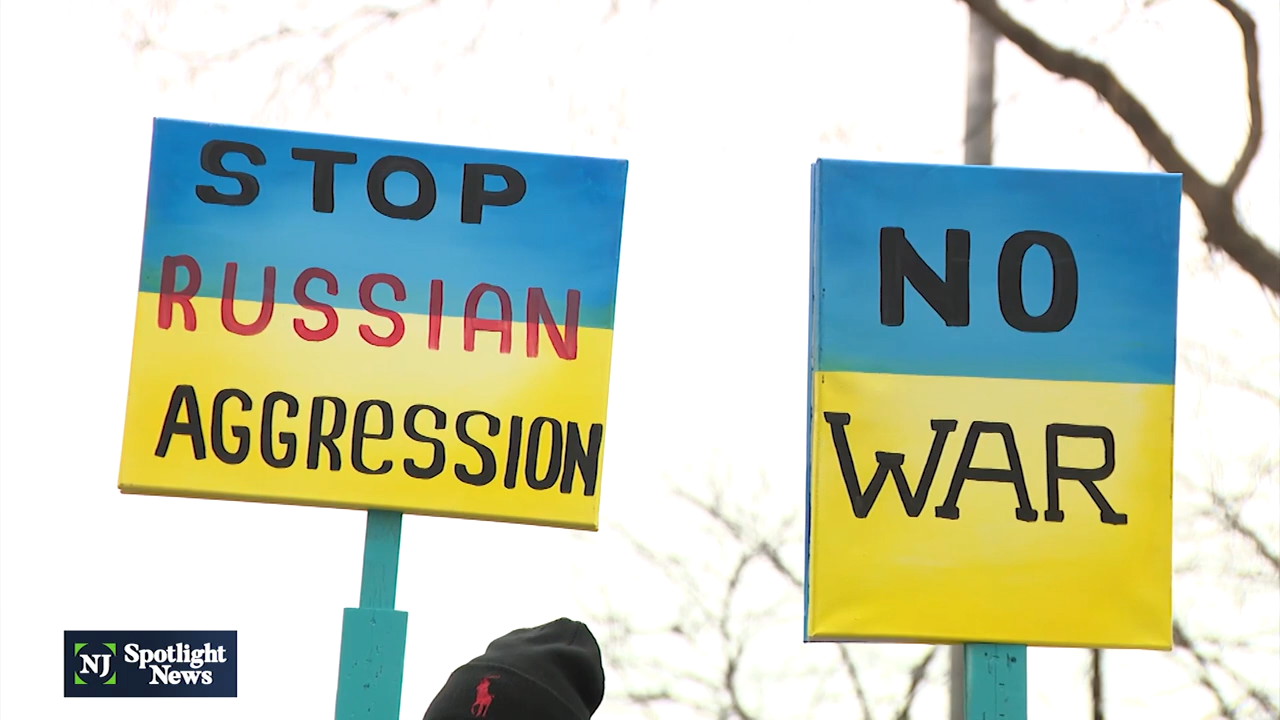 STOP
RUSSIAN
AGGReSSION
NO
WAR
NJ Spotlight
News